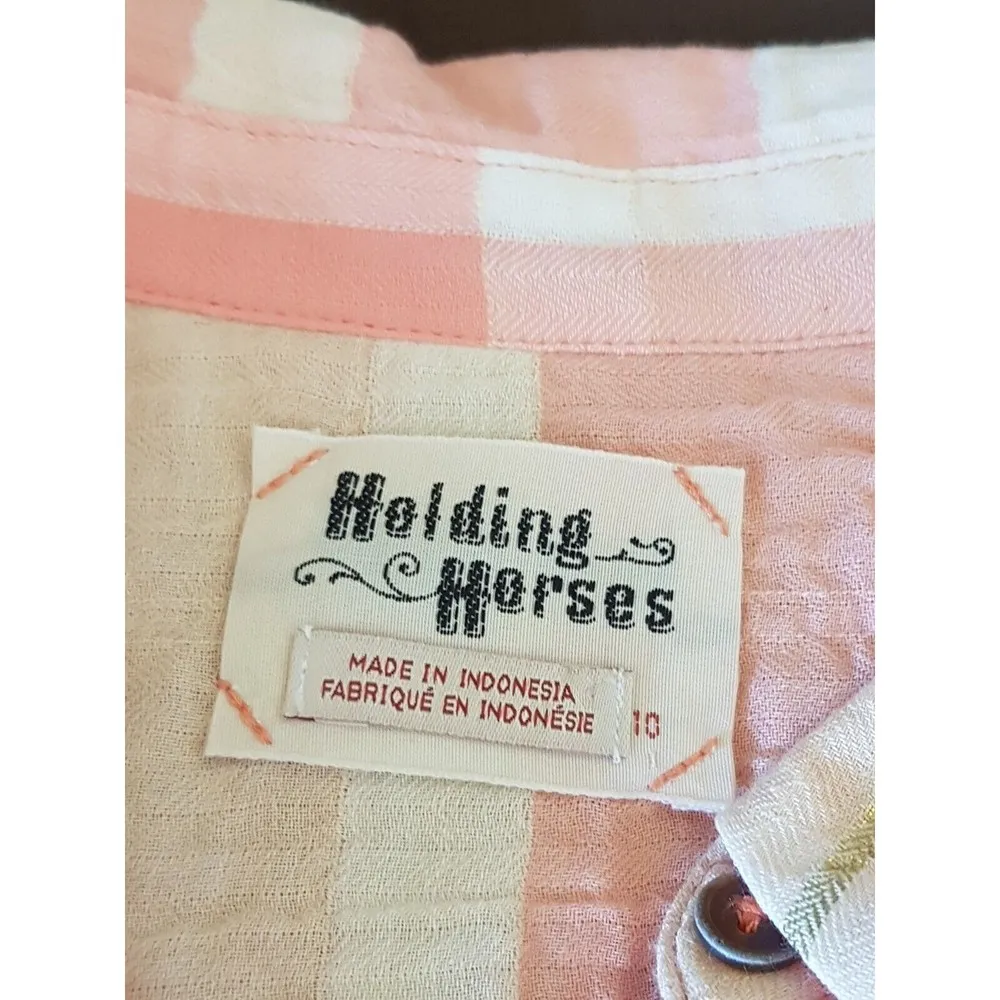 Holding
Horses
MADE IN INDONESIA
FABRIQUÉ EN INDONÉSIE
10